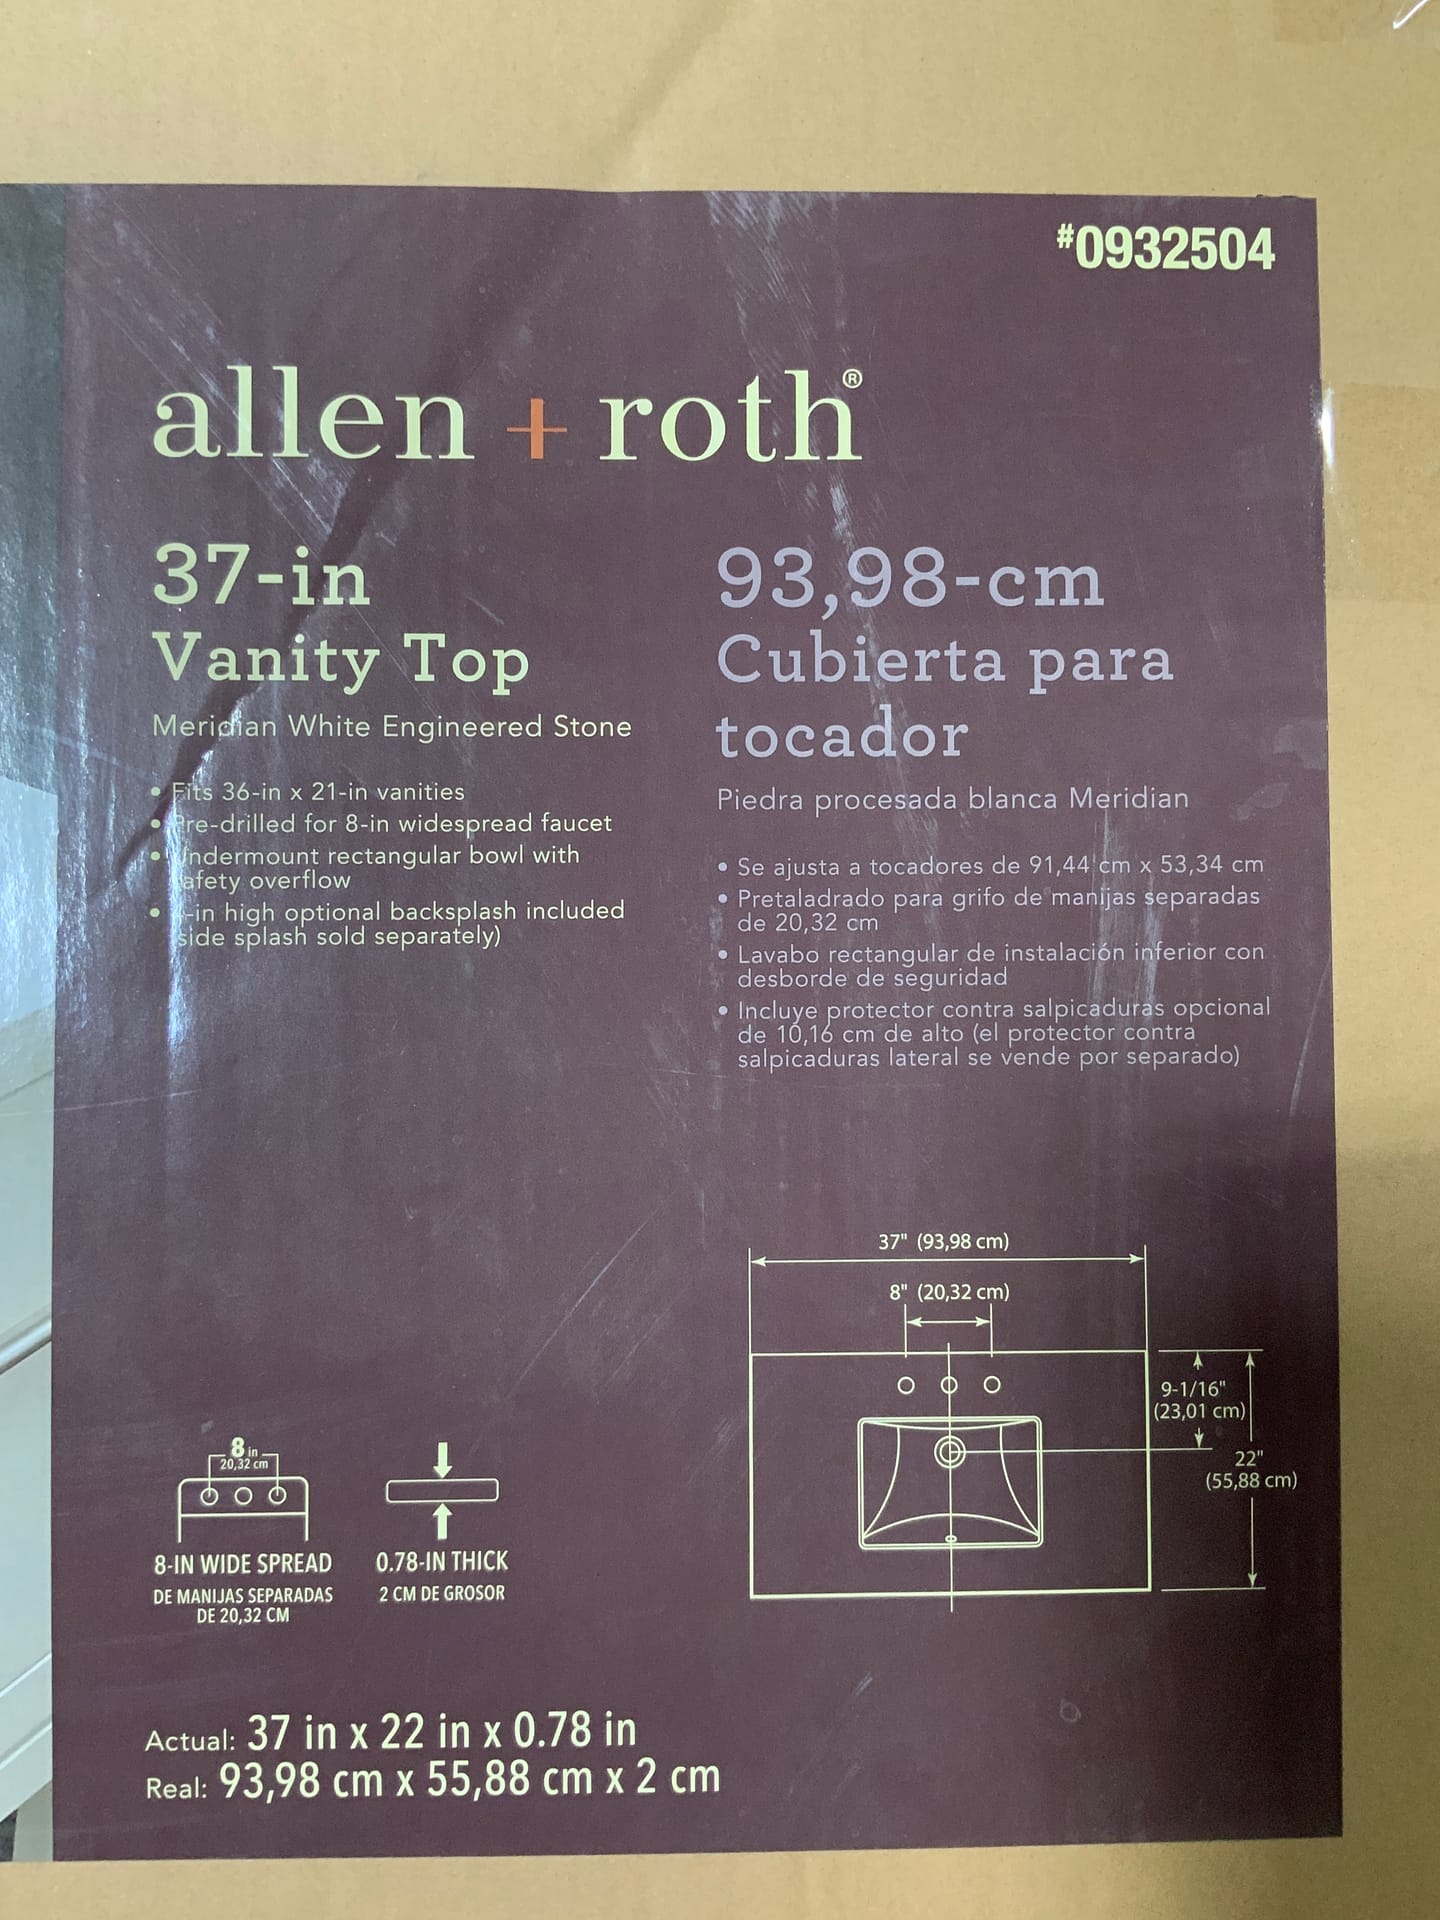 #0932504
allen + roth®
37-in
Vanity Top
Meridian White Engineered Stone
• Fits 36-in x 21-in vanities
• Pre-drilled for 8-in widespread faucet
• Undermount rectangular bowl with
safety overflow
• -in high optional backsplash included
side splash sold separately)
93,98-cm
Cubierta para
tocador
Piedra procesada blanca Meridian
• Se ajusta a tocadores de 91,44 cm x 53,34 cm
• Pretaladrado para grifo de manijas separadas
de 20,32 cm
• Lavabo rectangular de instalación inferior con
desborde de seguridad
• Incluye protector contra salpicaduras opcional
de 10,16 cm de alto (el protector contra
salpicaduras lateral se vende por separado)
37" (93,98 cm)
8" (20,32 cm)
9-1/16"
(23,01 cm)
22"
(55,88 cm)
8 in
20,32 cm
8-IN WIDE SPREAD
DE MANIJAS SEPARADAS
DE 20,32 CM
0.78-IN THICK
2 CM DE GROSOR
Actual: 37 in x 22 in x 0.78 in
Real: 93,98 cm x 55,88 cm x 2 cm